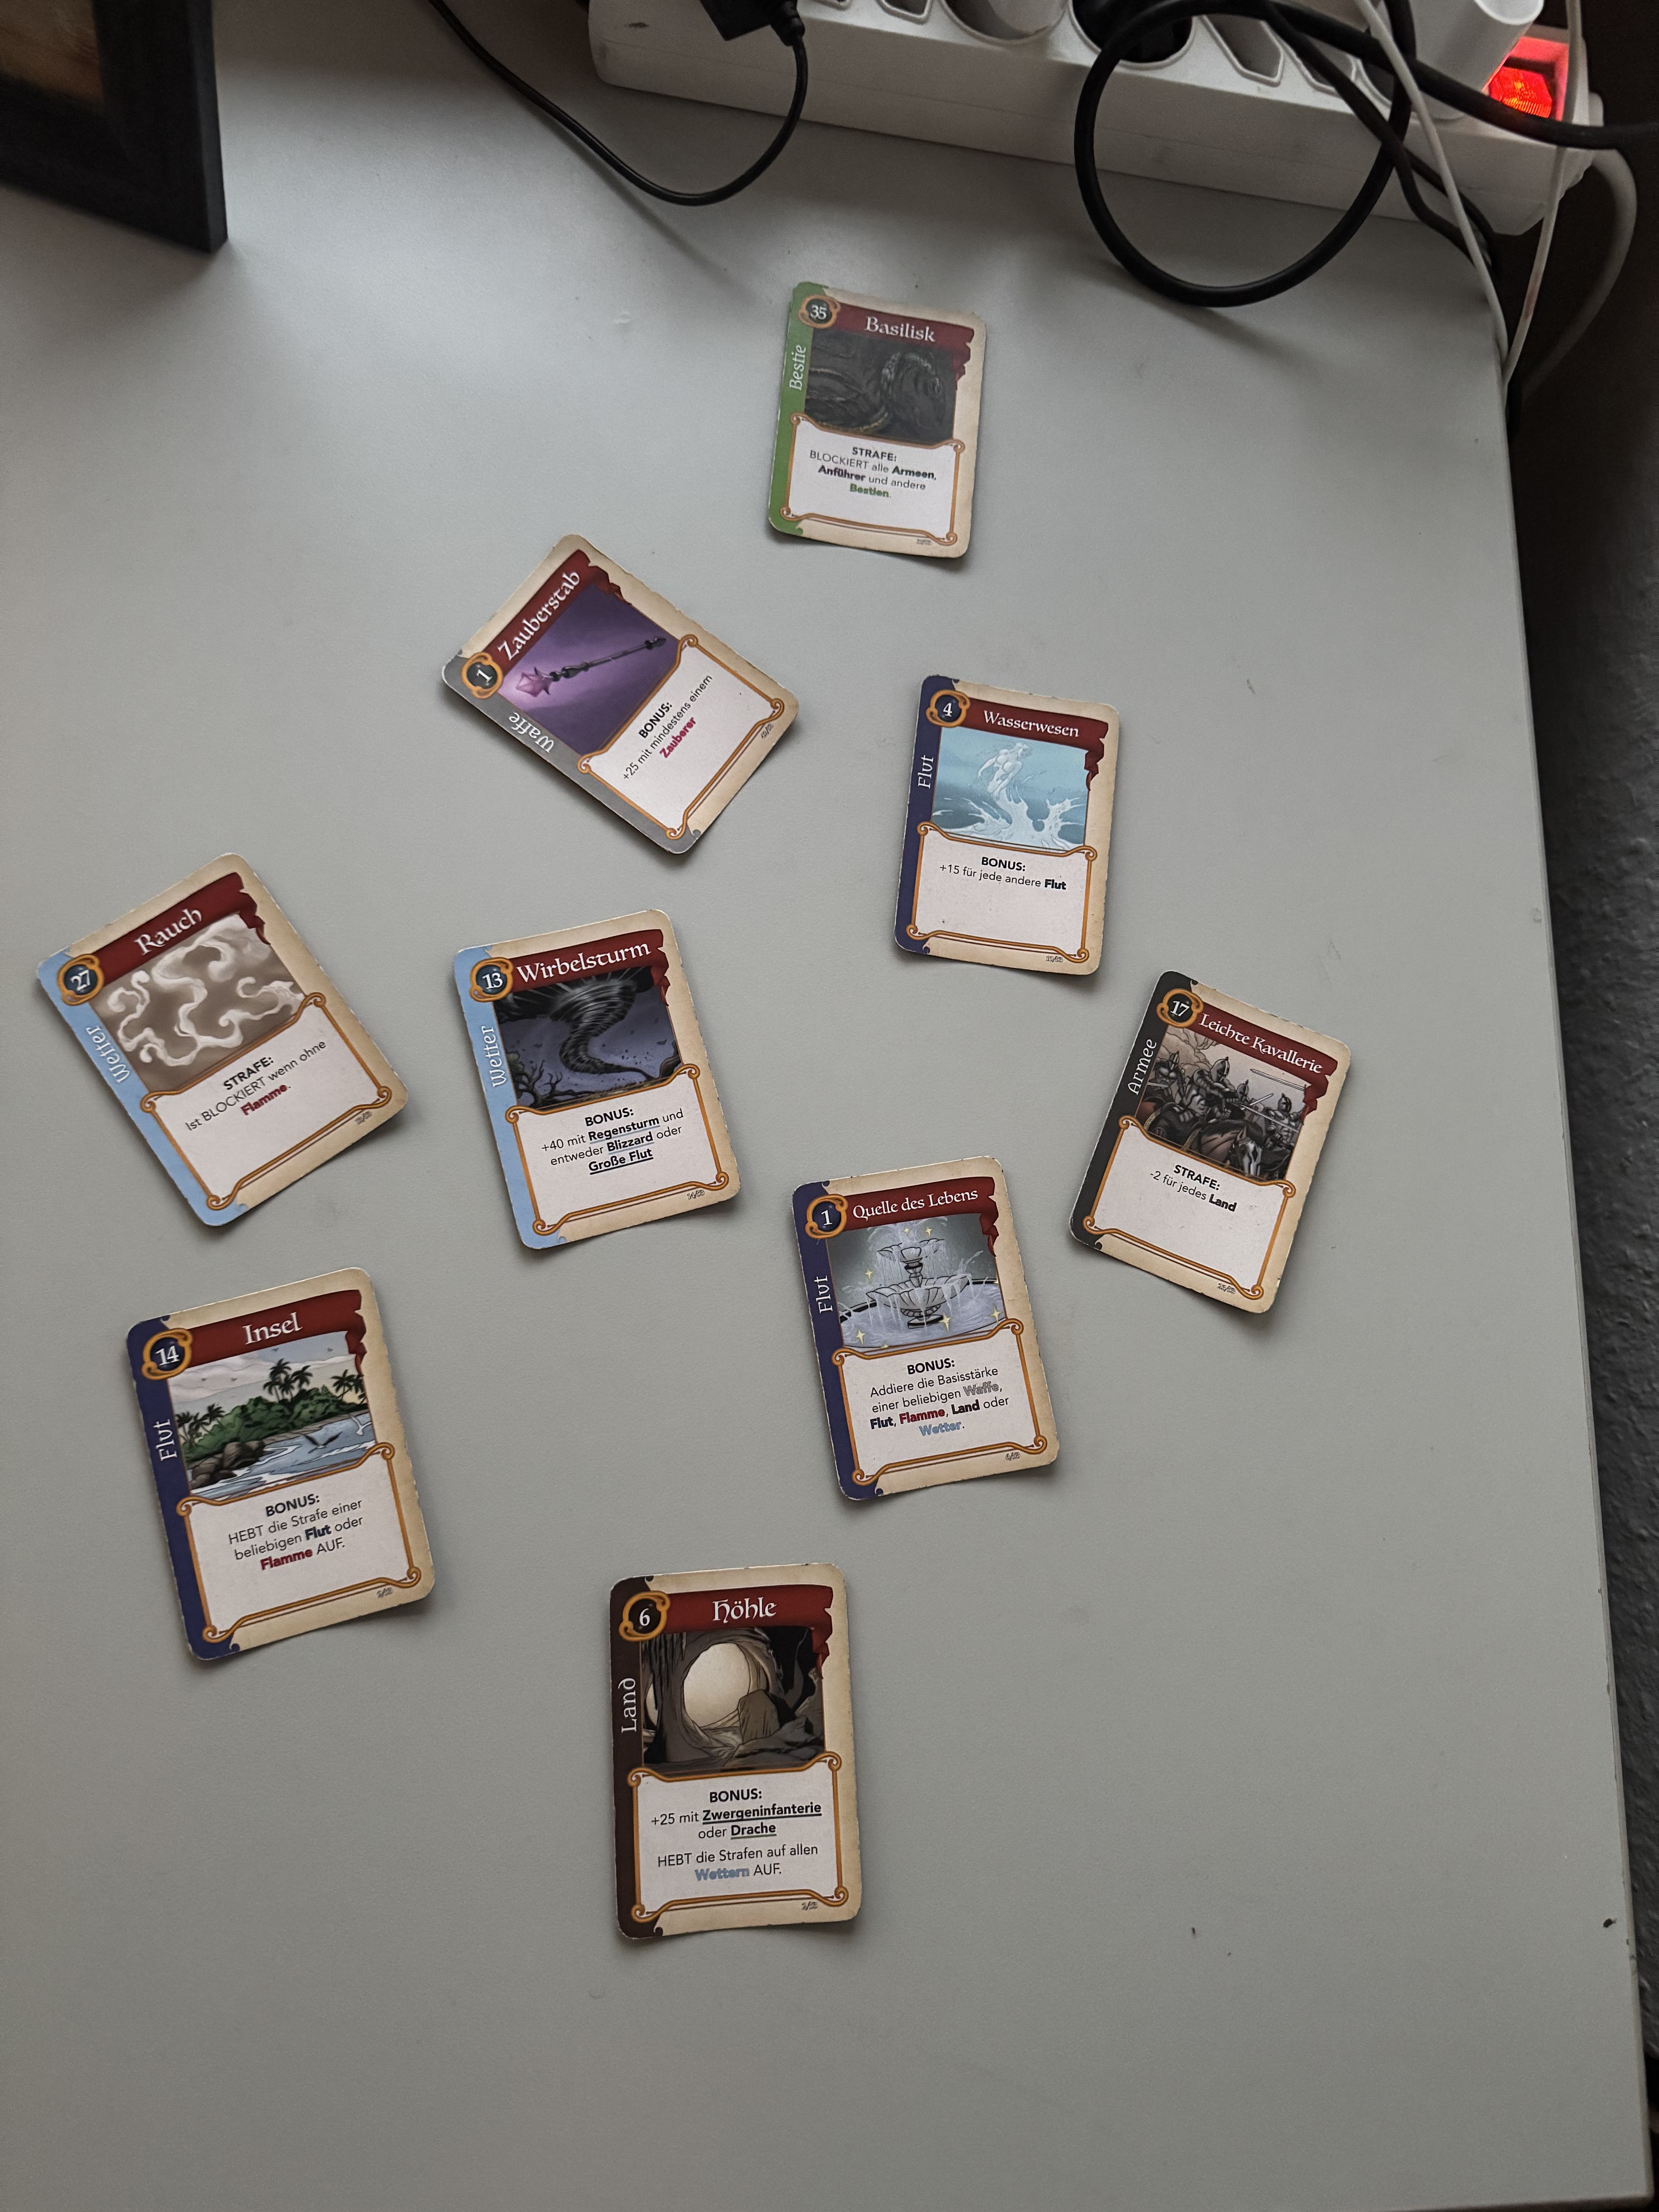 35
Basilisk
Bestie
STRAFE:
BLOCKIERT alle Armeen,
Anführer und andere
Bestien.
1
Zauberstab
Waffe
BONUS:
+25 mit mindestens einem
Zauberer
4
Wasserwesen
Flut
BONUS:
+15 für jede andere Flut
27
Rauch
Wetter
STRAFE:
Ist BLOCKIERT wenn ohne
Flamme.
13
Wirbelsturm
Wetter
BONUS:
+40 mit Regensturm und
entweder Blizzard oder
Große Flut
17
Leichte Kavallerie
Armee
STRAFE:
-2 für jedes Land
1
Quelle des Lebens
Flut
BONUS:
Addiere die Basisstärke
einer beliebigen Waffe,
Flut, Flamme, Land oder
Wetter.
14
Insel
Flut
BONUS:
HEBT die Strafe einer
beliebigen Flut oder
Flamme AUF.
6
Höhle
Land
BONUS:
+25 mit Zwergeninfanterie
oder Drache
HEBT die Strafen auf allen
Wettern AUF.